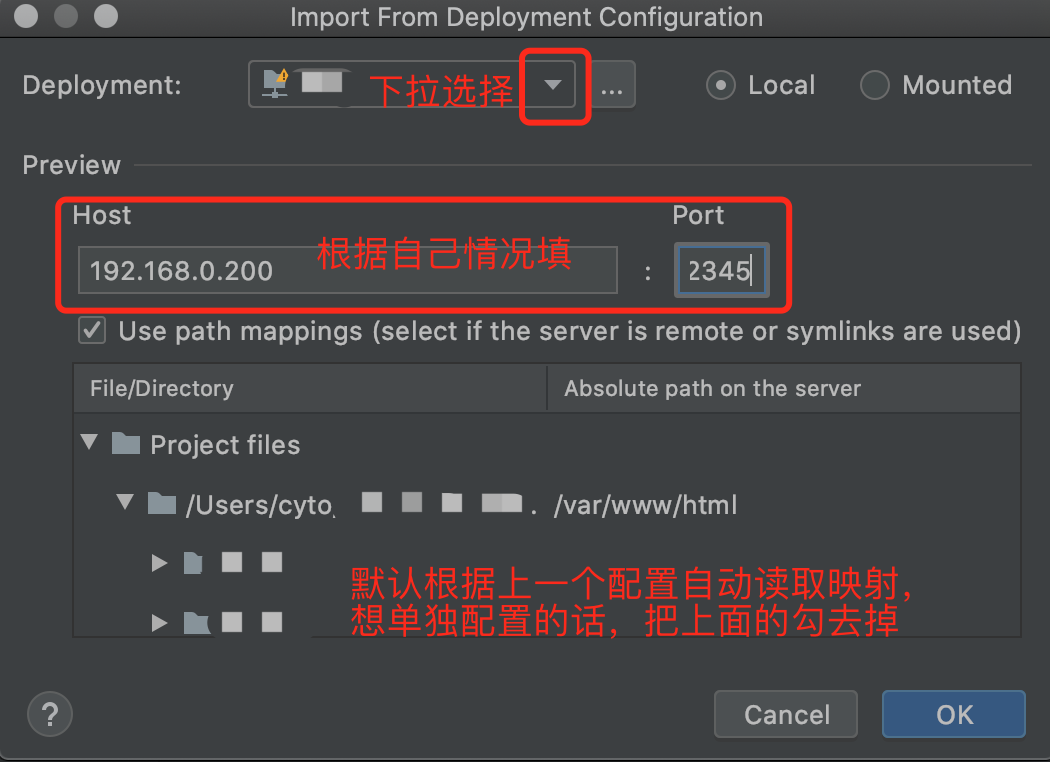 Import From Deployment Configuration
Deployment: 下拉选择 ... Local Mounted
Preview
Host Port
192.168.0.200 根据自己情况填 : 2345
Use path mappings (select if the server is remote or symlinks are used)
File/Directory Absolute path on the server
Project files
/Users/cyto . /var/www/html
默认根据上一个配置自动读取映射，
想单独配置的话，把上面的勾去掉
? Cancel OK